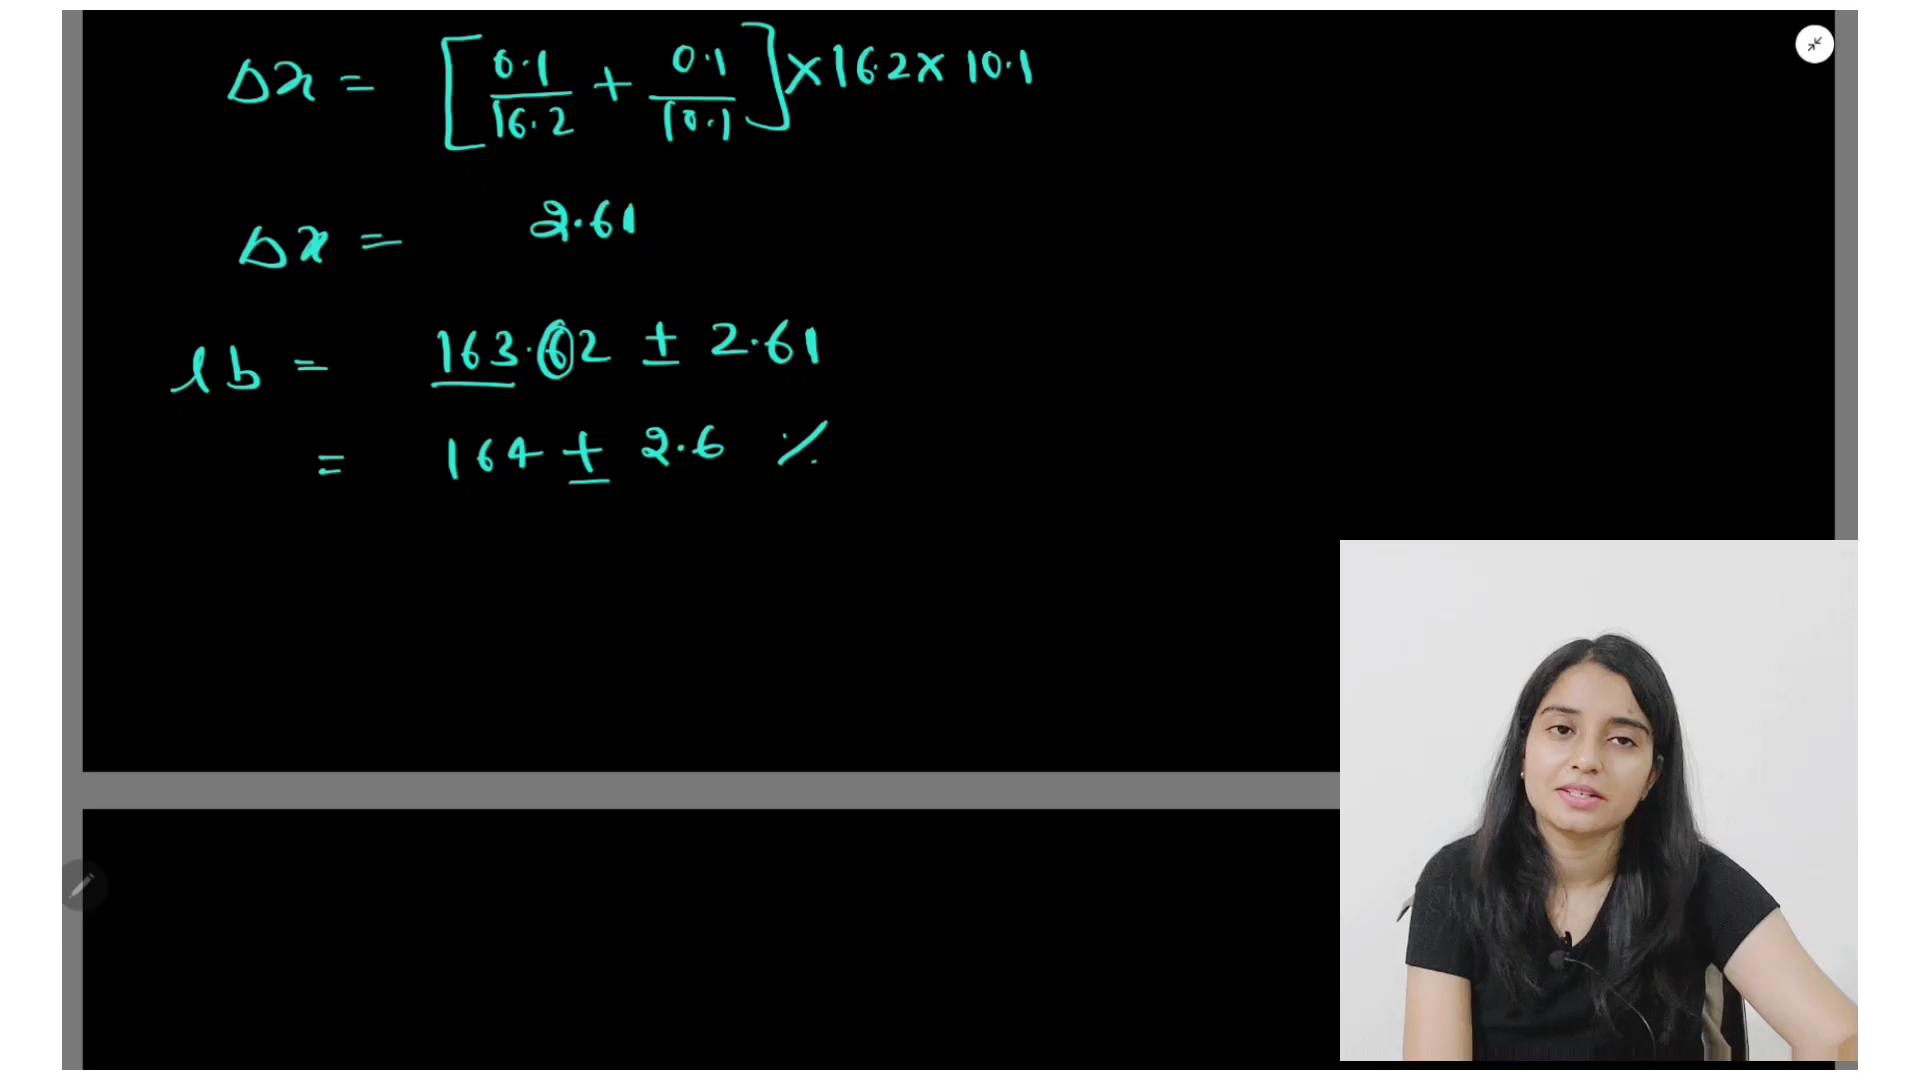 Δx = [0.1/16.2 + 0.1/10.1] × 16.2 × 10.1
Δx = 2.61
lb = 163.62 ± 2.61
= 164 ± 2.6 %